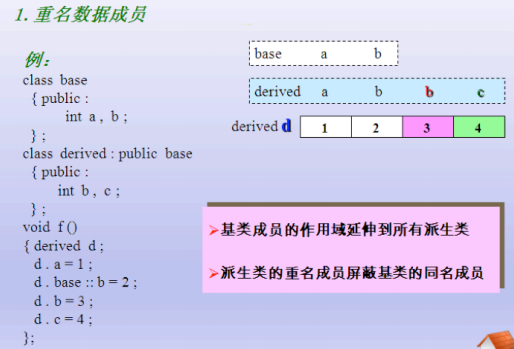 1. 重名数据成员
例：
class base
{ public :
int a , b ;
} ;
class derived : public base
{ public :
int b , c ;
} ;
void f ()
{ derived d ;
d . a = 1 ;
d . base :: b = 2 ;
d . b = 3 ;
d . c = 4 ;
};
base a b
derived a b b c
derived d 1 2 3 4
➢基类成员的作用域延伸到所有派生类
➢派生类的重名成员屏蔽基类的同名成员